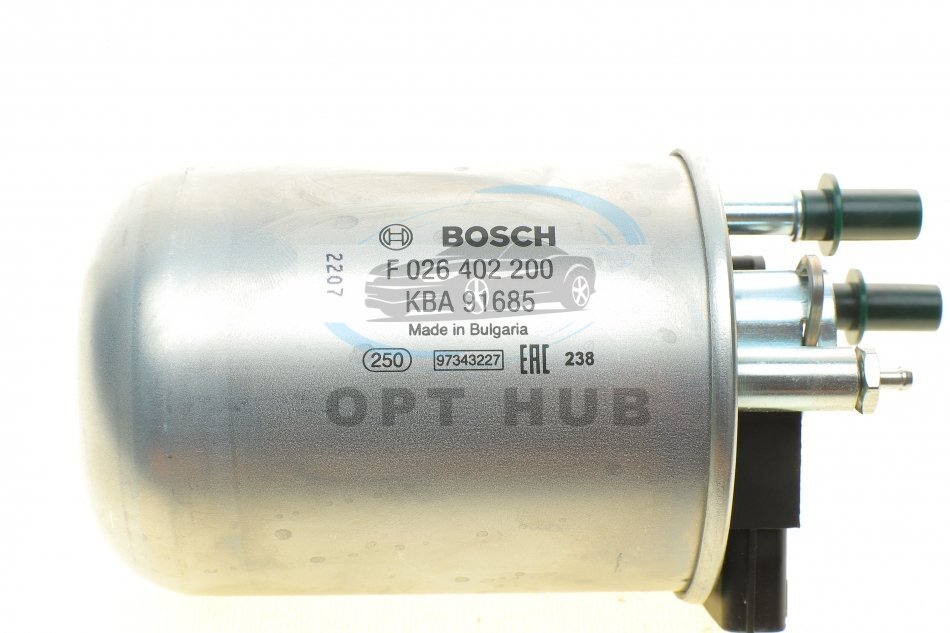 BOSCH
F 026 402 200
KBA 91685
Made in Bulgaria
250 97343227 EAC 238
2207
OPT HUB